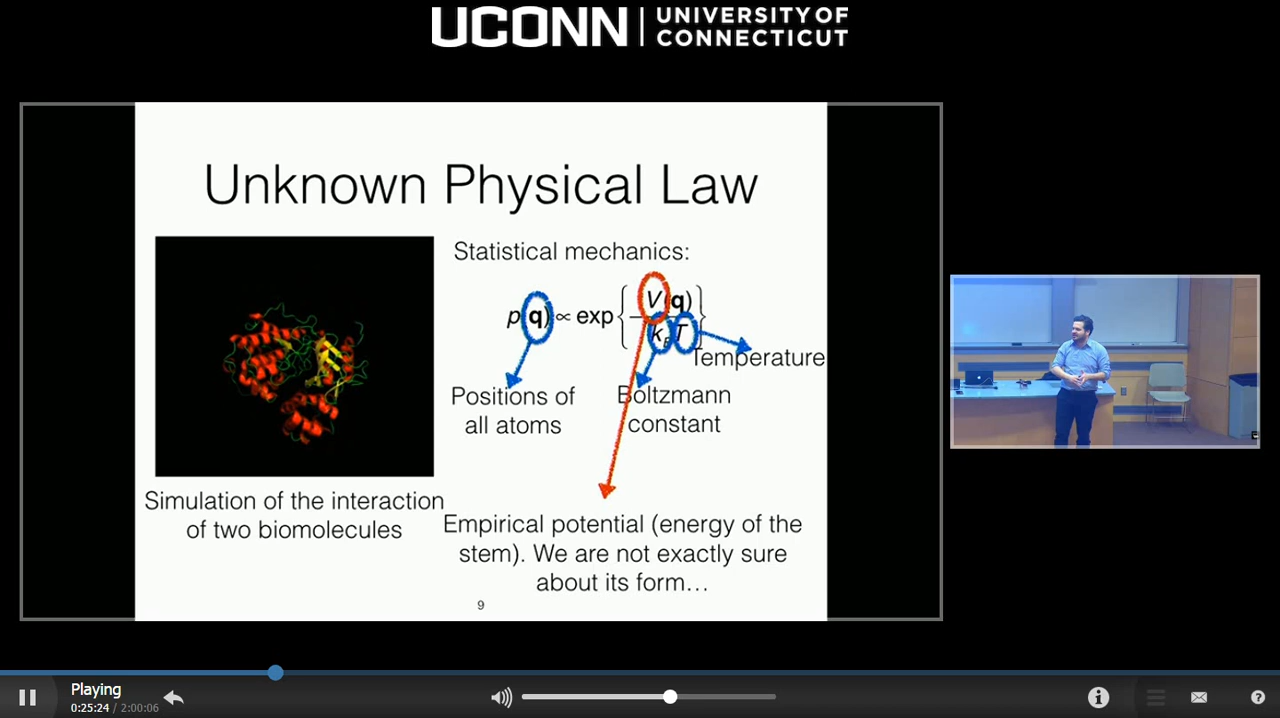 UCONN UNIVERSITY OF
CONNECTICUT
Unknown Physical Law
Statistical mechanics:
p(q) ∝ exp { − V(q) / k_B T }
Temperature
Positions of
all atoms
Boltzmann
constant
Simulation of the interaction
of two biomolecules
Empirical potential (energy of the
stem). We are not exactly sure
about its form...
9
Playing
0:25:24 / 2:00:06